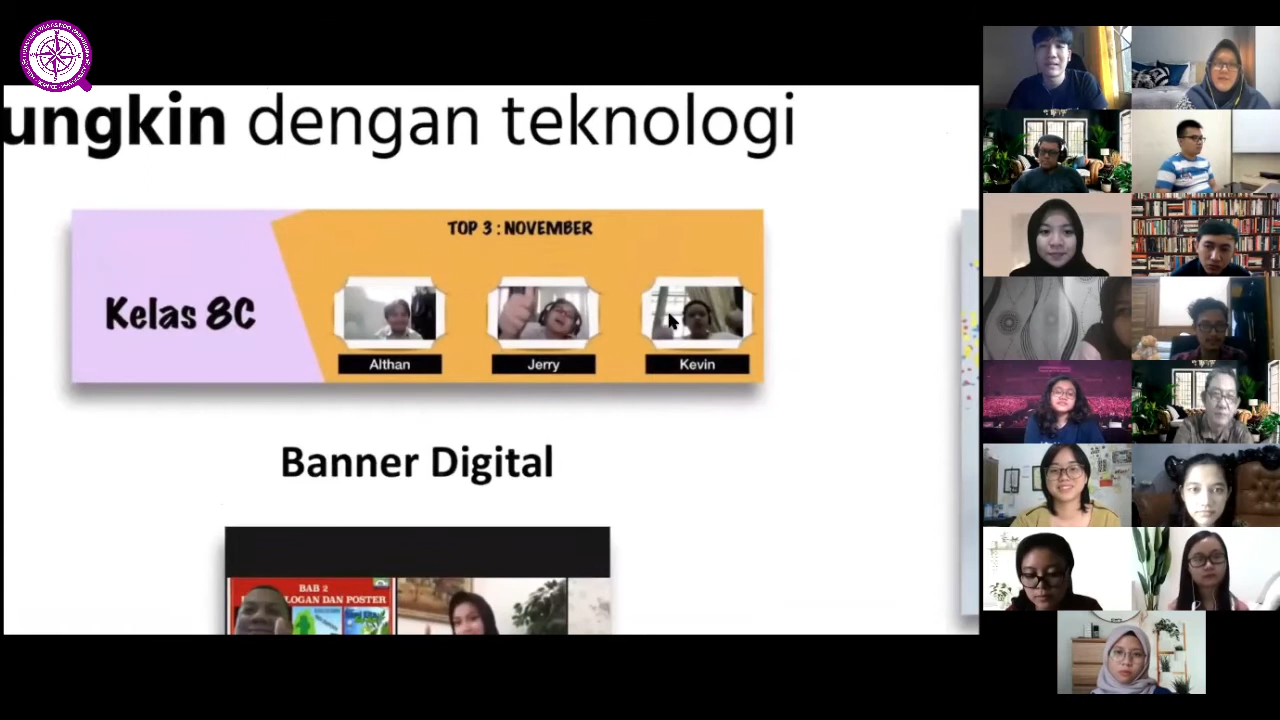 ungkin dengan teknologi
TOP 3 : NOVEMBER
Kelas 8C
Althan
Jerry
Kevin
Banner Digital
BAB 2
LOGAN DAN POSTER